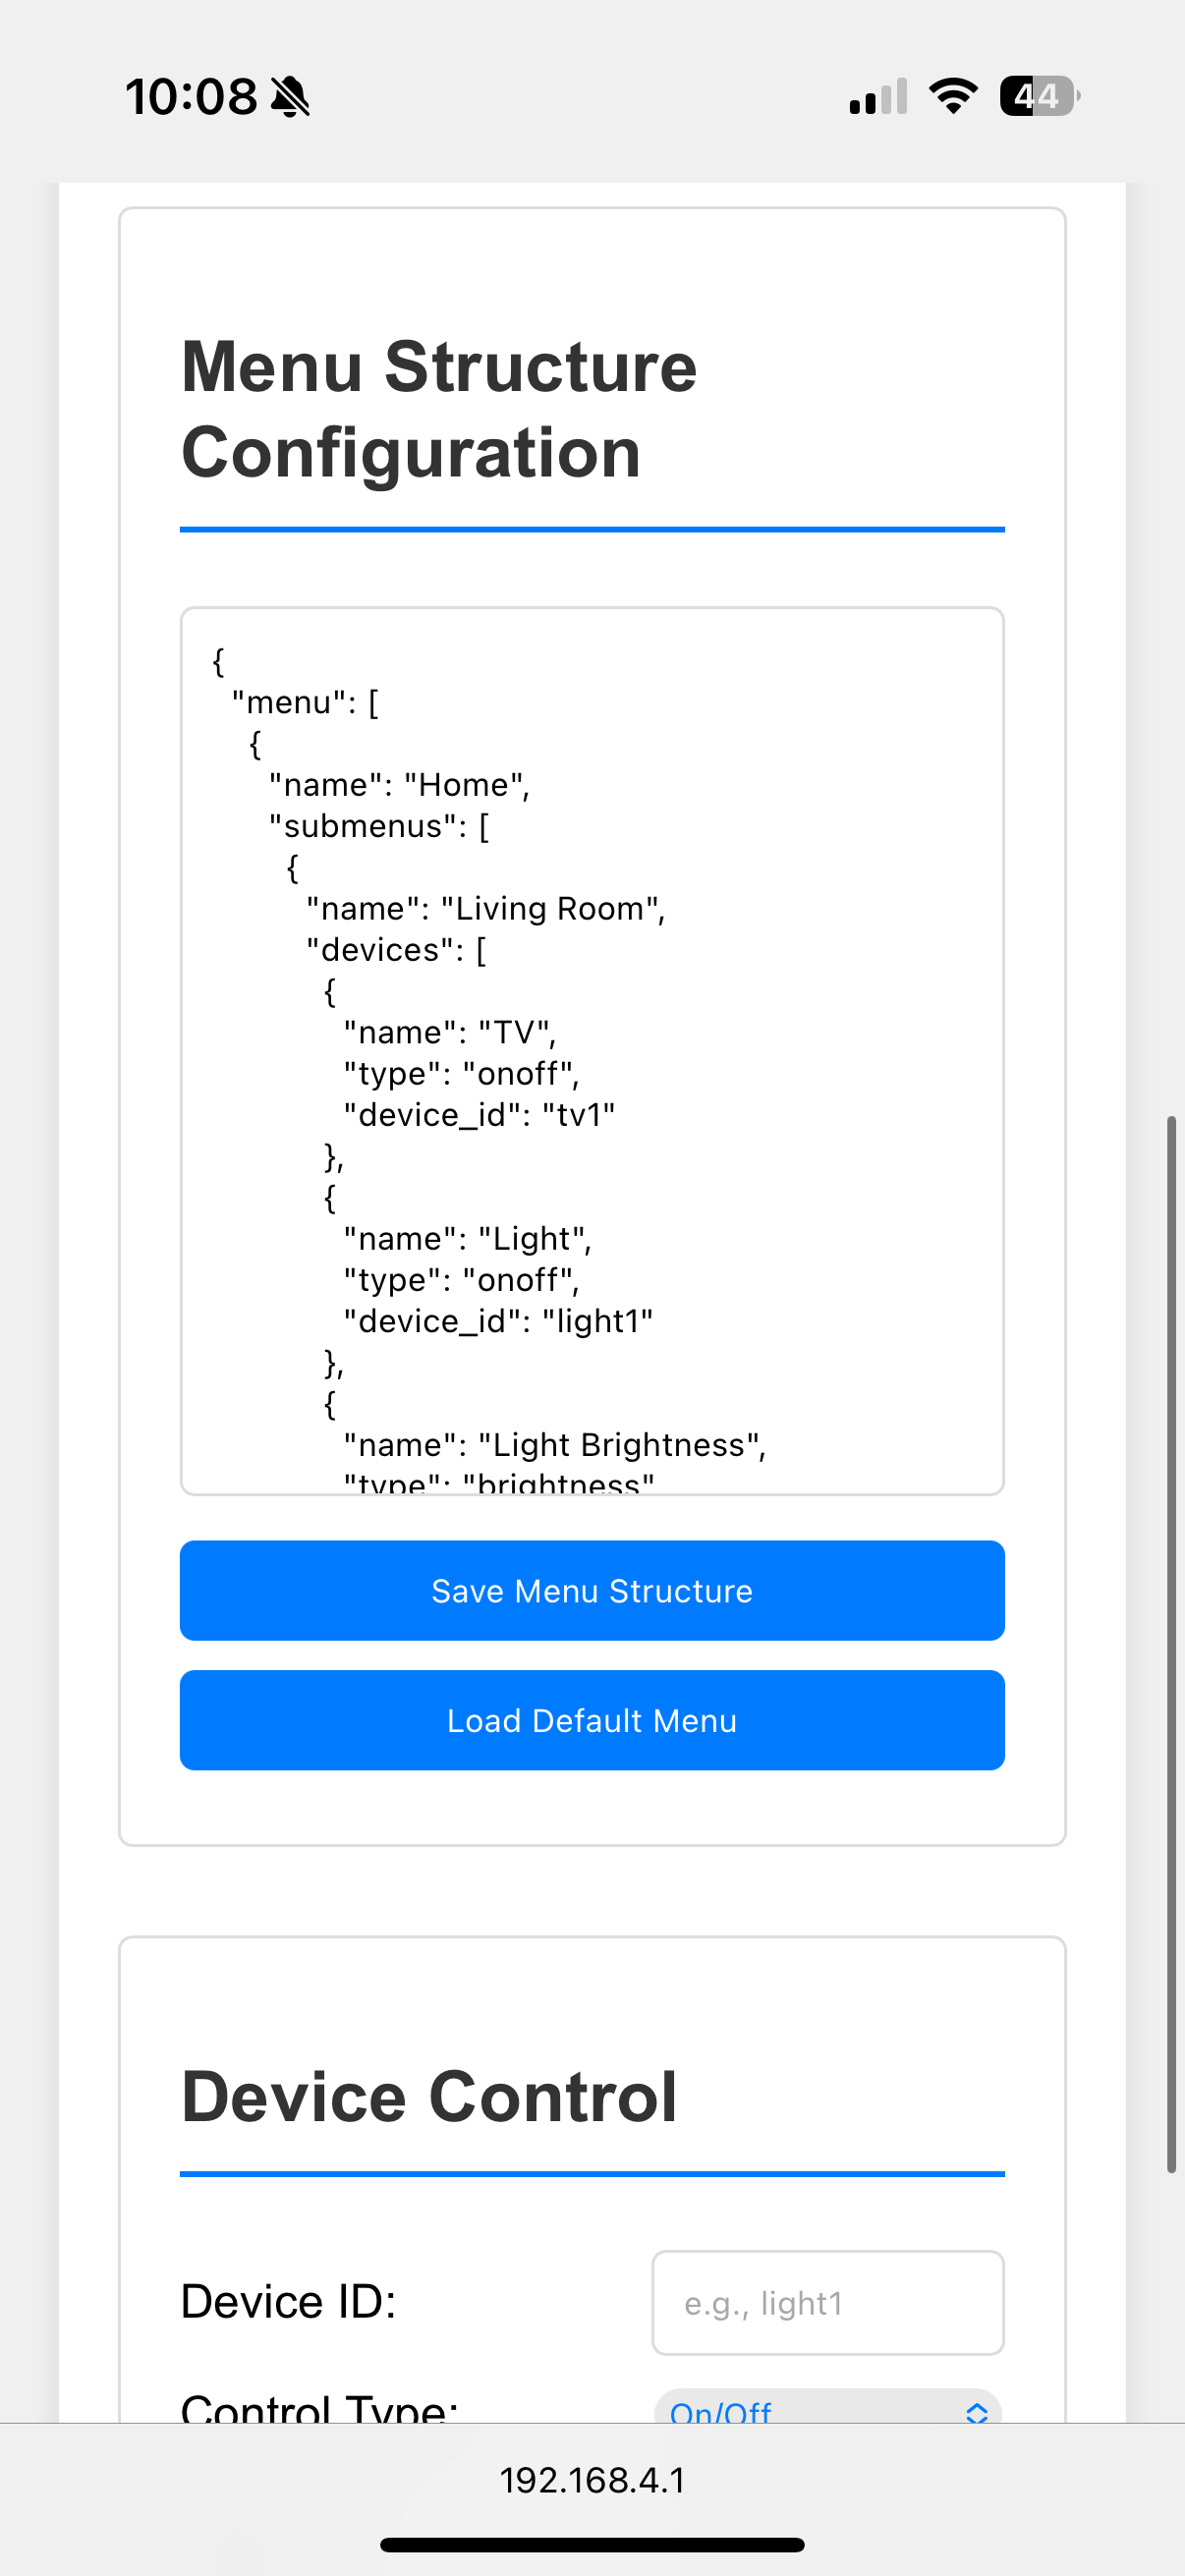 10:08
44
Menu Structure
Configuration
{
"menu": [
{
"name": "Home",
"submenus": [
{
"name": "Living Room",
"devices": [
{
"name": "TV",
"type": "onoff",
"device_id": "tv1"
},
{
"name": "Light",
"type": "onoff",
"device_id": "light1"
},
{
"name": "Light Brightness",
"type": "brightness"
Save Menu Structure
Load Default Menu
Device Control
Device ID:
e.g., light1
Control Type:
On/Off
192.168.4.1